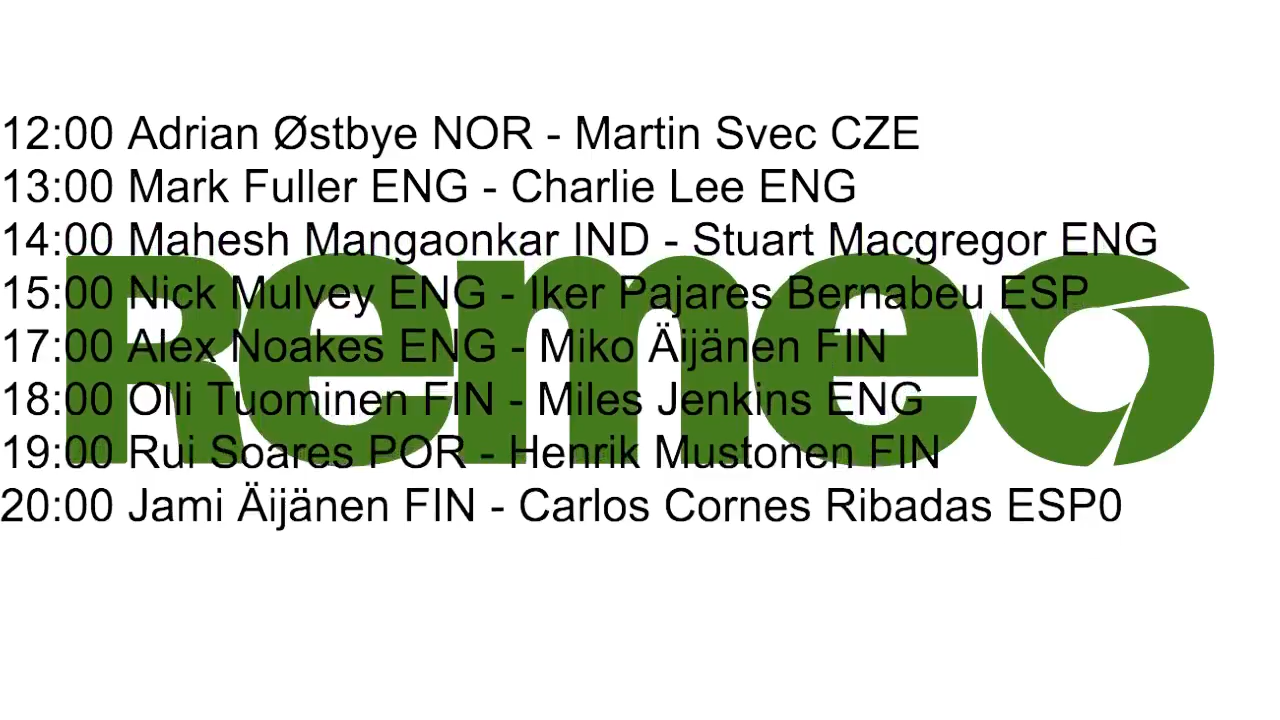 12:00 Adrian Østbye NOR - Martin Svec CZE
13:00 Mark Fuller ENG - Charlie Lee ENG
14:00 Mahesh Mangaonkar IND - Stuart Macgregor ENG
15:00 Nick Mulvey ENG - Iker Pajares Bernabeu ESP
17:00 Alex Noakes ENG - Miko Äijänen FIN
18:00 Olli Tuominen FIN - Miles Jenkins ENG
19:00 Rui Soares POR - Henrik Mustonen FIN
20:00 Jami Äijänen FIN - Carlos Cornes Ribadas ESP0
Remeo